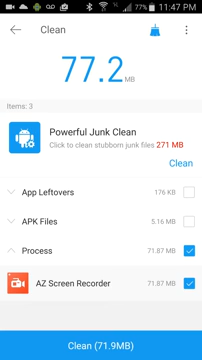 77% 11:47 PM
Clean
77.2 MB
Items: 3
Powerful Junk Clean
Click to clean stubborn junk files 271 MB
Clean
App Leftovers 176 KB
APK Files 5.16 MB
Process 71.87 MB
AZ Screen Recorder 71.87 MB
Clean (71.9MB)